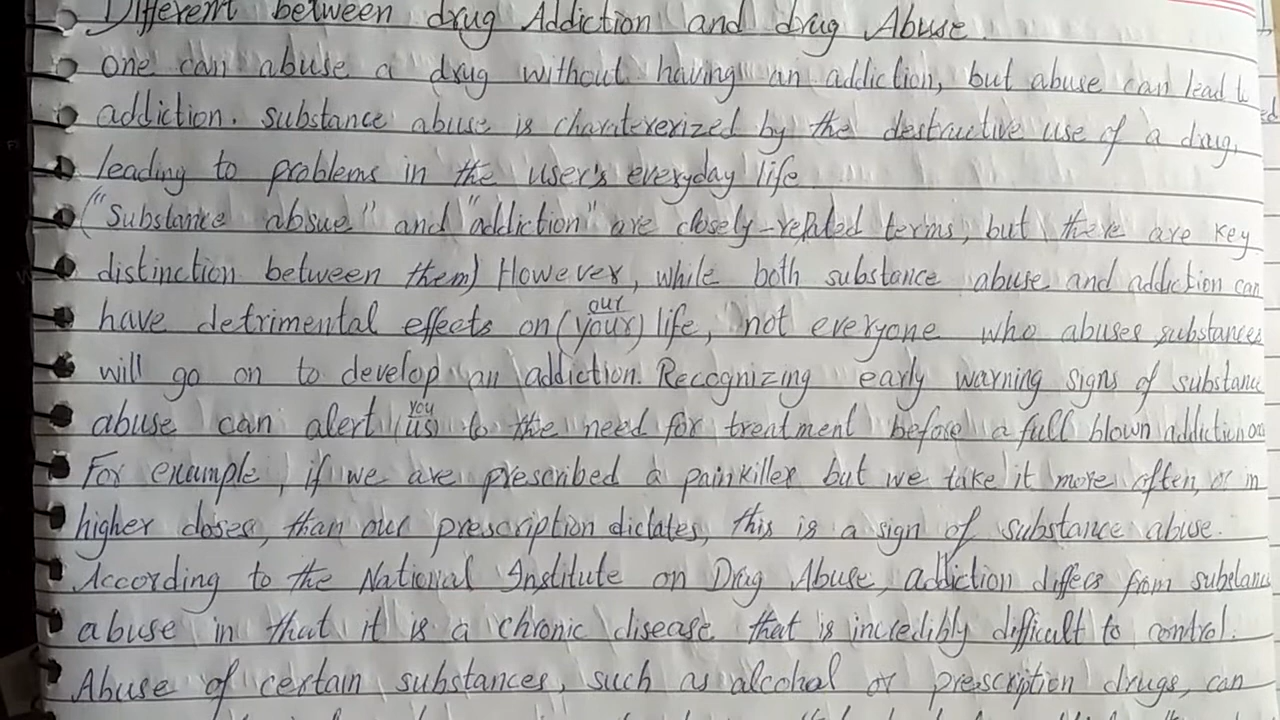 Different between drug Addiction and drug Abuse.
one can abuse a drug without having an addiction, but abuse can lead to
addiction. substance abuse is charatererized by the destructive use of a drug,
leading to problems in the user's everyday life
("Substance absue" and "addiction" are closely-related terms, but there are key
distinction between them) However, while both substance abuse and addiction can
our
have detrimental effects on (your) life, not everyone who abuses substances
will go on to develop an addiction. Recognizing early warning signs of substance
you
abuse can alert (us) to the need for treatment before a full blown addiction
For example, if we are prescribed a painkiller but we take it more often, or in
higher doses, than our prescription dictates, this is a sign of substance abuse.
According to the National Institute on Drug Abuse, addiction differs from substance
abuse in that it is a chronic disease that is incredibly difficult to control.
Abuse of certain substances, such as alcohal or prescription drugs, can